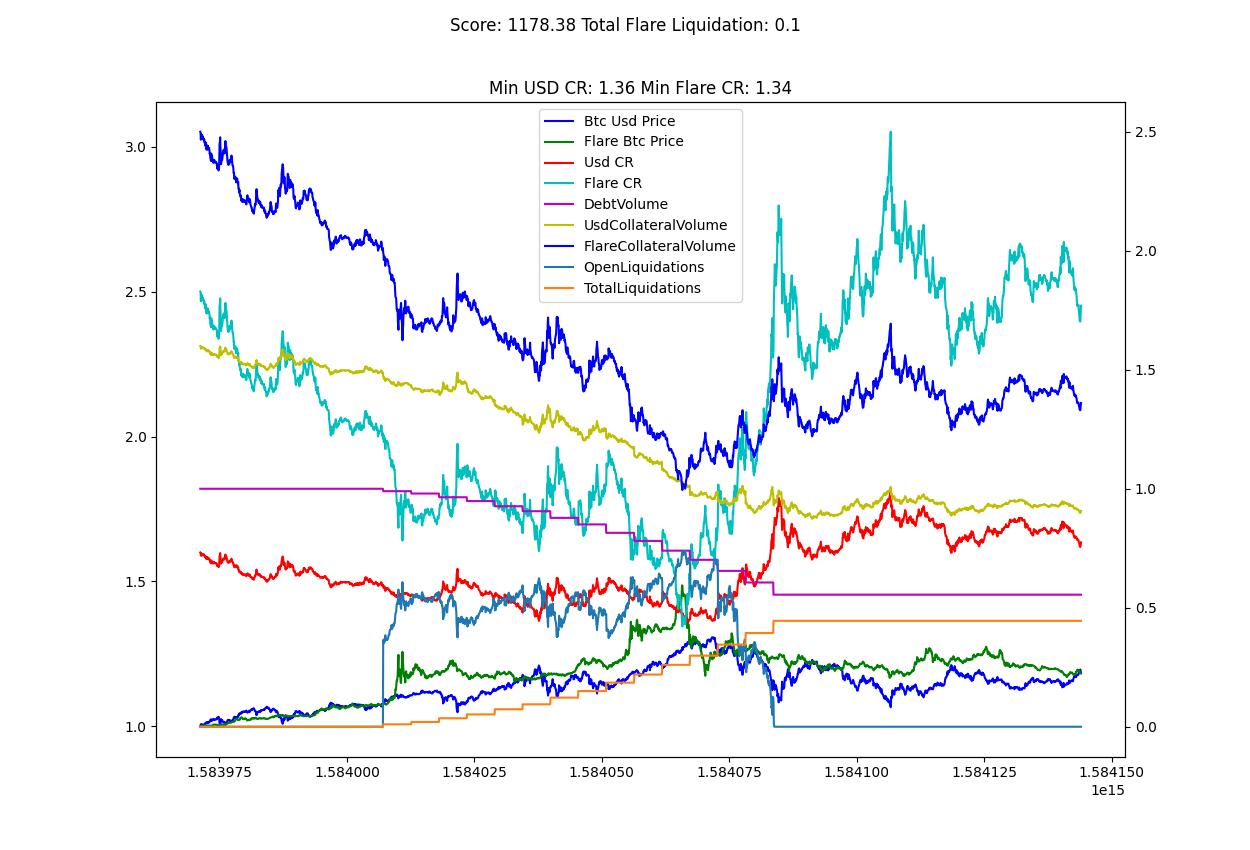 Score: 1178.38 Total Flare Liquidation: 0.1
Min USD CR: 1.36 Min Flare CR: 1.34
Btc Usd Price
Flare Btc Price
Usd CR
Flare CR
DebtVolume
UsdCollateralVolume
FlareCollateralVolume
OpenLiquidations
TotalLiquidations
3.0
2.5
2.0
1.5
1.0
2.5
2.0
1.5
1.0
0.5
0.0
1.583975 1.584000 1.584025 1.584050 1.584075 1.584100 1.584125 1.584150
1e15